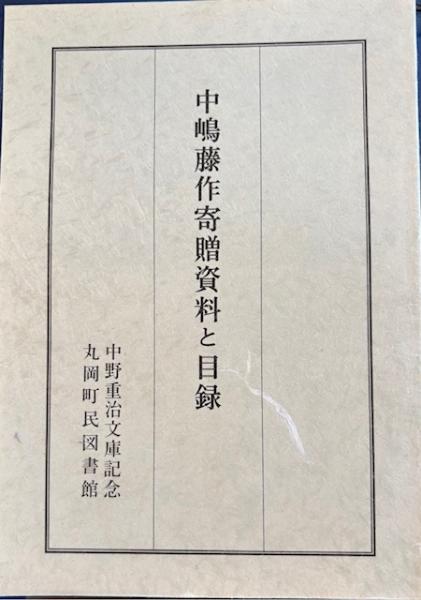 中嶋藤作寄贈資料と目録
中野重治文庫記念
丸岡町民図書館